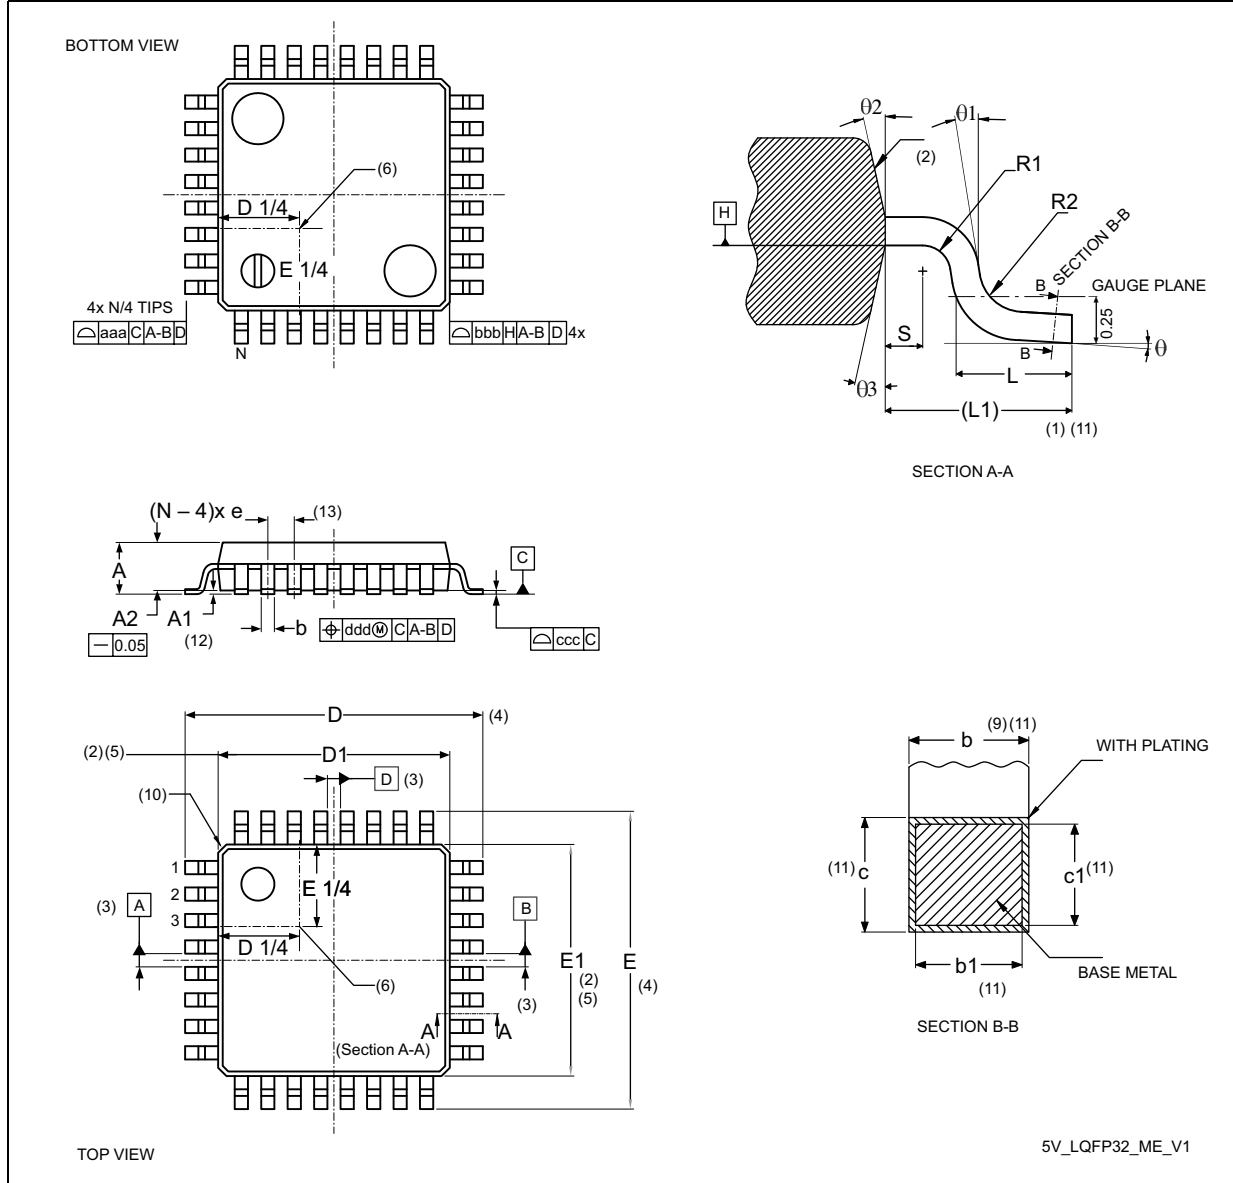 BOTTOM VIEW
(6)
D 1/4
E 1/4
4x N/4 TIPS
aaa C A-B D
N
bbb H A-B D 4x
θ2
θ1
(2)
R1
R2
H
SECTION B-B
B
GAUGE PLANE
0.25
S
B
θ
L
θ3
(L1)
(1) (11)
SECTION A-A
(N – 4)x e
(13)
A
C
A2
A1
(12)
b
ddd Ⓜ C A-B D
0.05
ccc C
D
(4)
(2) (5)
D1
D
(3)
(10)
1
2
3
E 1/4
(3)
A
B
D 1/4
E1
(2)
(5)
E
(4)
(6)
(3)
A
A
(Section A-A)
TOP VIEW
b
(9) (11)
WITH PLATING
(11)
c
c1
(11)
b1
(11)
BASE METAL
SECTION B-B
5V_LQFP32_ME_V1